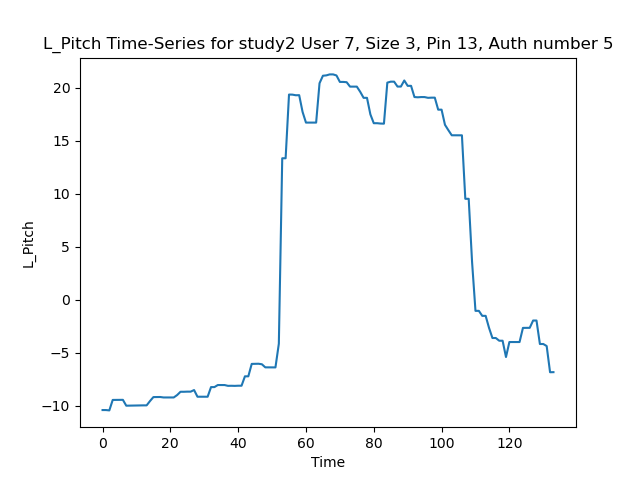 L_Pitch Time-Series for study2 User 7, Size 3, Pin 13, Auth number 5
20
15
10
5
0
−5
−10
L_Pitch
0 20 40 60 80 100 120
Time